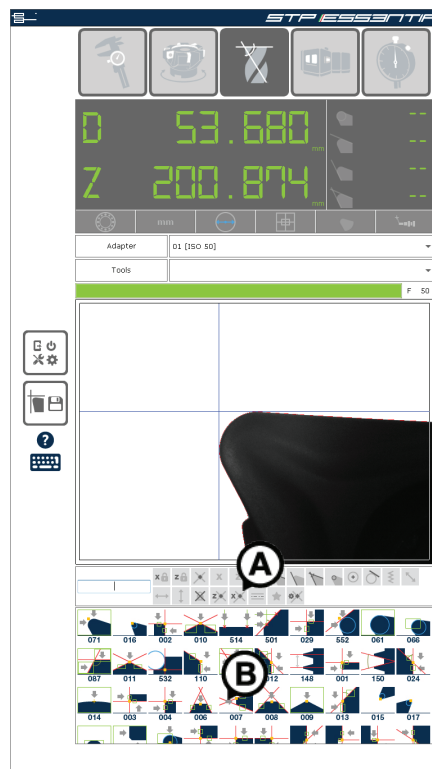 STP ESSENTIA
D 53.680 mm --
--
Z 200.874 mm --
--
Adapter 01 [ISO 50]
Tools
F 50
?
X Z X
A
X X
071 016 002 010 514 501 029 552 061 066
087 011 532 110 012 148 001 150 024
B
014 003 004 006 007 008 009 013 015 017